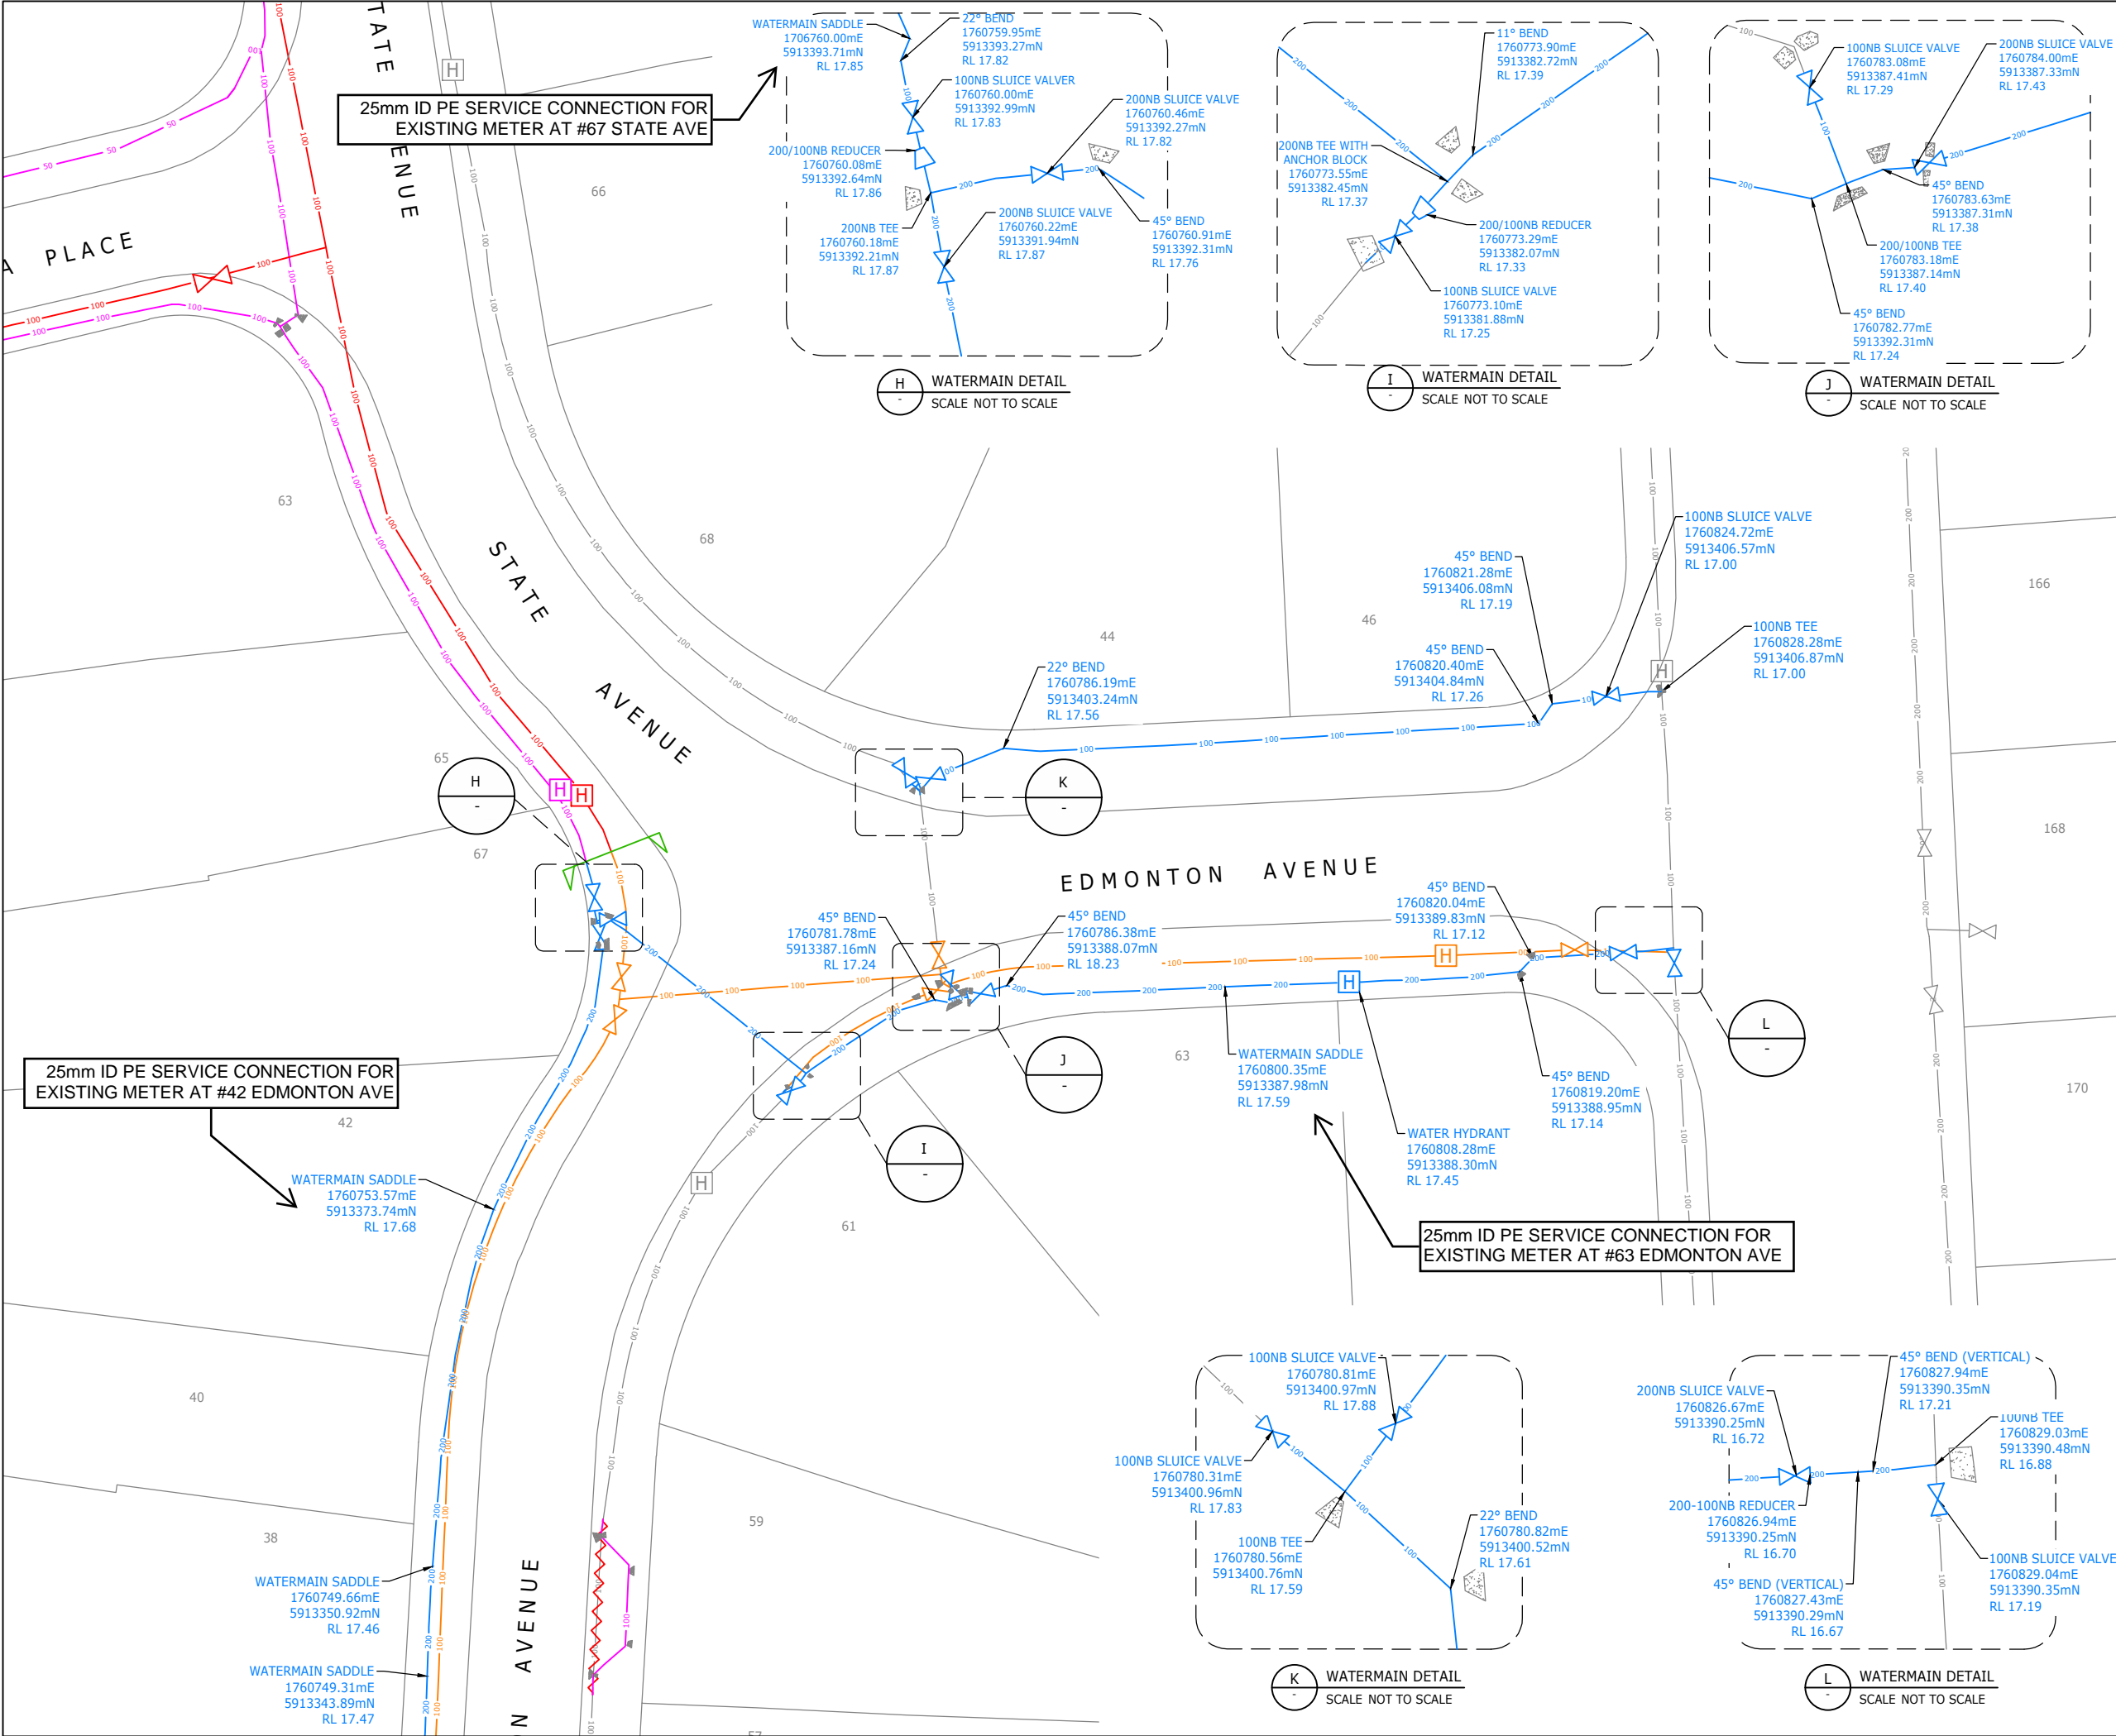 WATERMAIN SADDLE
1706760.00mE
5913393.71mN
RL 17.85
22° BEND
1760759.95mE
5913393.27mN
RL 17.82
100NB SLUICE VALVER
1760760.00mE
5913392.99mN
RL 17.83
200NB SLUICE VALVE
1760760.46mE
5913392.27mN
RL 17.82
200/100NB REDUCER
1760760.08mE
5913392.64mN
RL 17.86
200NB TEE
1760760.18mE
5913392.21mN
RL 17.87
200NB SLUICE VALVE
1760760.22mE
5913391.94mN
RL 17.87
45° BEND
1760760.91mE
5913392.31mN
RL 17.76
H
-
WATERMAIN DETAIL
SCALE NOT TO SCALE
11° BEND
1760773.90mE
5913382.72mN
RL 17.39
200NB TEE WITH
ANCHOR BLOCK
1760773.55mE
5913382.45mN
RL 17.37
200/100NB REDUCER
1760773.29mE
5913382.07mN
RL 17.33
100NB SLUICE VALVE
1760773.10mE
5913381.88mN
RL 17.25
I
-
WATERMAIN DETAIL
SCALE NOT TO SCALE
100NB SLUICE VALVE
1760783.08mE
5913387.41mN
RL 17.29
200NB SLUICE VALVE
1760784.00mE
5913387.33mN
RL 17.43
45° BEND
1760783.63mE
5913387.31mN
RL 17.38
200/100NB TEE
1760783.18mE
5913387.14mN
RL 17.40
45° BEND
1760782.77mE
5913392.31mN
RL 17.24
J
-
WATERMAIN DETAIL
SCALE NOT TO SCALE
25mm ID PE SERVICE CONNECTION FOR
EXISTING METER AT #67 STATE AVE
TATE
ENUE
A PLACE
H
66
63
68
STATE
AVENUE
44
46
166
168
170
65
67
42
40
38
63
61
59
57
100NB SLUICE VALVE
1760824.72mE
5913406.57mN
RL 17.00
45° BEND
1760821.28mE
5913406.08mN
RL 17.19
45° BEND
1760820.40mE
5913404.84mN
RL 17.26
100NB TEE
1760828.28mE
5913406.87mN
RL 17.00
H
22° BEND
1760786.19mE
5913403.24mN
RL 17.56
H
-
H
H
K
-
EDMONTON AVENUE
45° BEND
1760781.78mE
5913387.16mN
RL 17.24
45° BEND
1760786.38mE
5913388.07mN
RL 18.23
45° BEND
1760820.04mE
5913389.83mN
RL 17.12
H
H
L
-
J
-
I
-
WATERMAIN SADDLE
1760800.35mE
5913387.98mN
RL 17.59
45° BEND
1760819.20mE
5913388.95mN
RL 17.14
WATER HYDRANT
1760808.28mE
5913388.30mN
RL 17.45
25mm ID PE SERVICE CONNECTION FOR
EXISTING METER AT #42 EDMONTON AVE
WATERMAIN SADDLE
1760753.57mE
5913373.74mN
RL 17.68
H
25mm ID PE SERVICE CONNECTION FOR
EXISTING METER AT #63 EDMONTON AVE
WATERMAIN SADDLE
1760749.66mE
5913350.92mN
RL 17.46
WATERMAIN SADDLE
1760749.31mE
5913343.89mN
RL 17.47
N AVENUE
100NB SLUICE VALVE
1760780.81mE
5913400.97mN
RL 17.88
100NB SLUICE VALVE
1760780.31mE
5913400.96mN
RL 17.83
100NB TEE
1760780.56mE
5913400.76mN
RL 17.59
22° BEND
1760780.82mE
5913400.52mN
RL 17.61
K
-
WATERMAIN DETAIL
SCALE NOT TO SCALE
45° BEND (VERTICAL)
1760827.94mE
5913390.35mN
RL 17.21
200NB SLUICE VALVE
1760826.67mE
5913390.25mN
RL 16.72
100NB TEE
1760829.03mE
5913390.48mN
RL 16.88
200-100NB REDUCER
1760826.94mE
5913390.25mN
RL 16.70
45° BEND (VERTICAL)
1760827.43mE
5913390.29mN
RL 16.67
100NB SLUICE VALVE
1760829.04mE
5913390.35mN
RL 17.19
L
-
WATERMAIN DETAIL
SCALE NOT TO SCALE